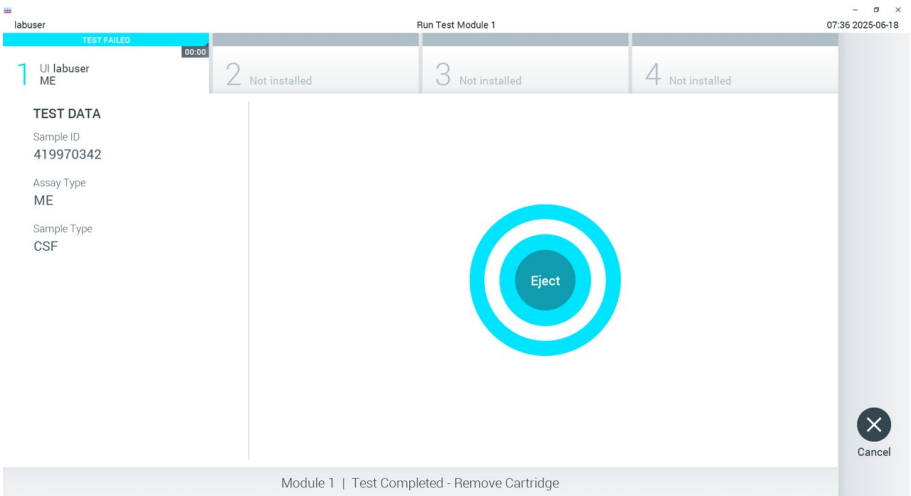 labuser
Run Test Module 1
07:36 2025-06-18
TEST FAILED
00:00
1 UI labuser
ME
2 Not installed
3 Not installed
4 Not installed
TEST DATA
Sample ID
419970342
Assay Type
ME
Sample Type
CSF
Eject
Cancel
Module 1 | Test Completed - Remove Cartridge